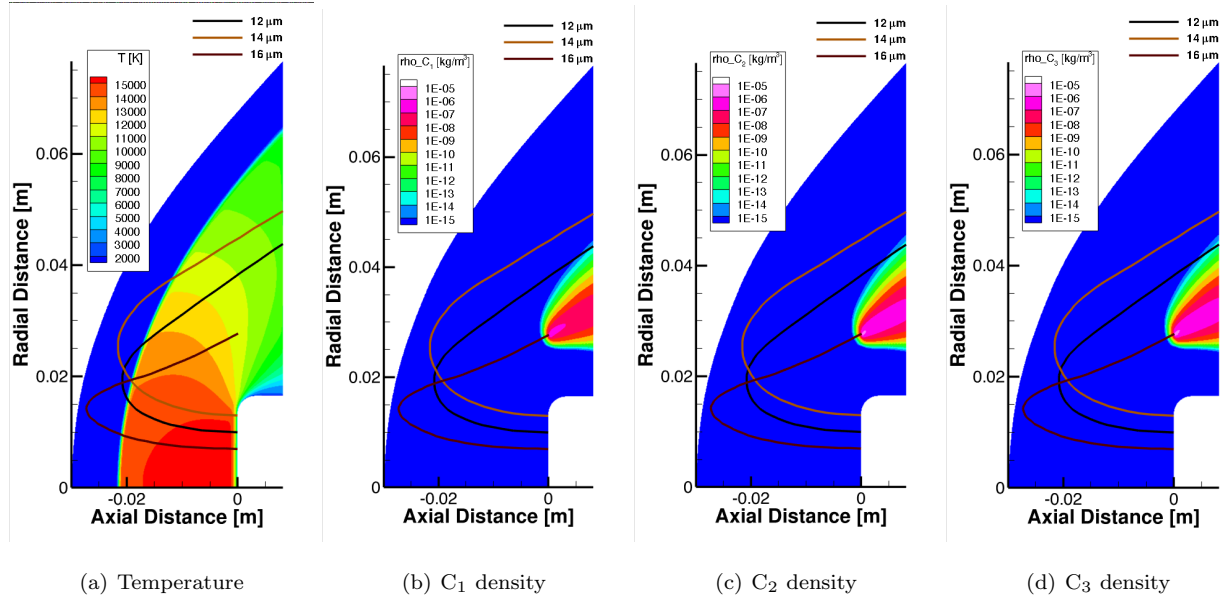 12 μm
14 μm
16 μm
T [K]
15000
14000
13000
12000
11000
10000
9000
8000
7000
6000
5000
4000
3000
2000
0.06
0.04
0.02
0
-0.02
0
Radial Distance [m]
Axial Distance [m]
(a) Temperature
12 μm
14 μm
16 μm
rho_C₁ [kg/m³]
1E-05
1E-06
1E-07
1E-08
1E-09
1E-10
1E-11
1E-12
1E-13
1E-14
1E-15
0.06
0.04
0.02
0
-0.02
0
Radial Distance [m]
Axial Distance [m]
(b) C₁ density
12 μm
14 μm
16 μm
rho_C₂ [kg/m³]
1E-05
1E-06
1E-07
1E-08
1E-09
1E-10
1E-11
1E-12
1E-13
1E-14
1E-15
0.06
0.04
0.02
0
-0.02
0
Radial Distance [m]
Axial Distance [m]
(c) C₂ density
12 μm
14 μm
16 μm
rho_C₃ [kg/m³]
1E-05
1E-06
1E-07
1E-08
1E-09
1E-10
1E-11
1E-12
1E-13
1E-14
1E-15
0.06
0.04
0.02
0
-0.02
0
Radial Distance [m]
Axial Distance [m]
(d) C₃ density